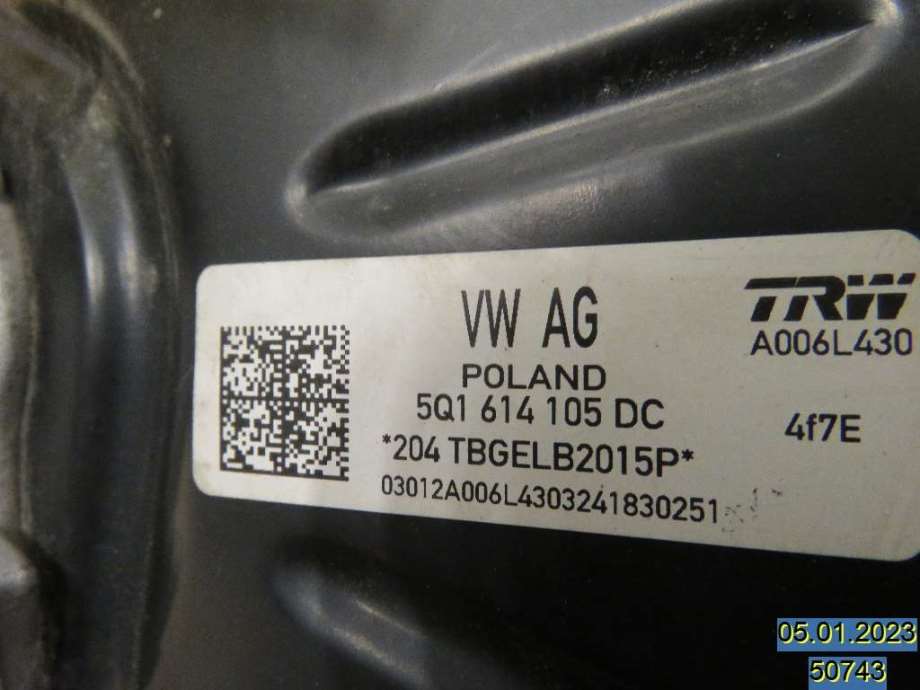 VW AG
POLAND
5Q1 614 105 DC
*204 TBGELB2015P*
03012A006L4303241830251
TRW
A006L430
4f7E
05.01.2023
50743